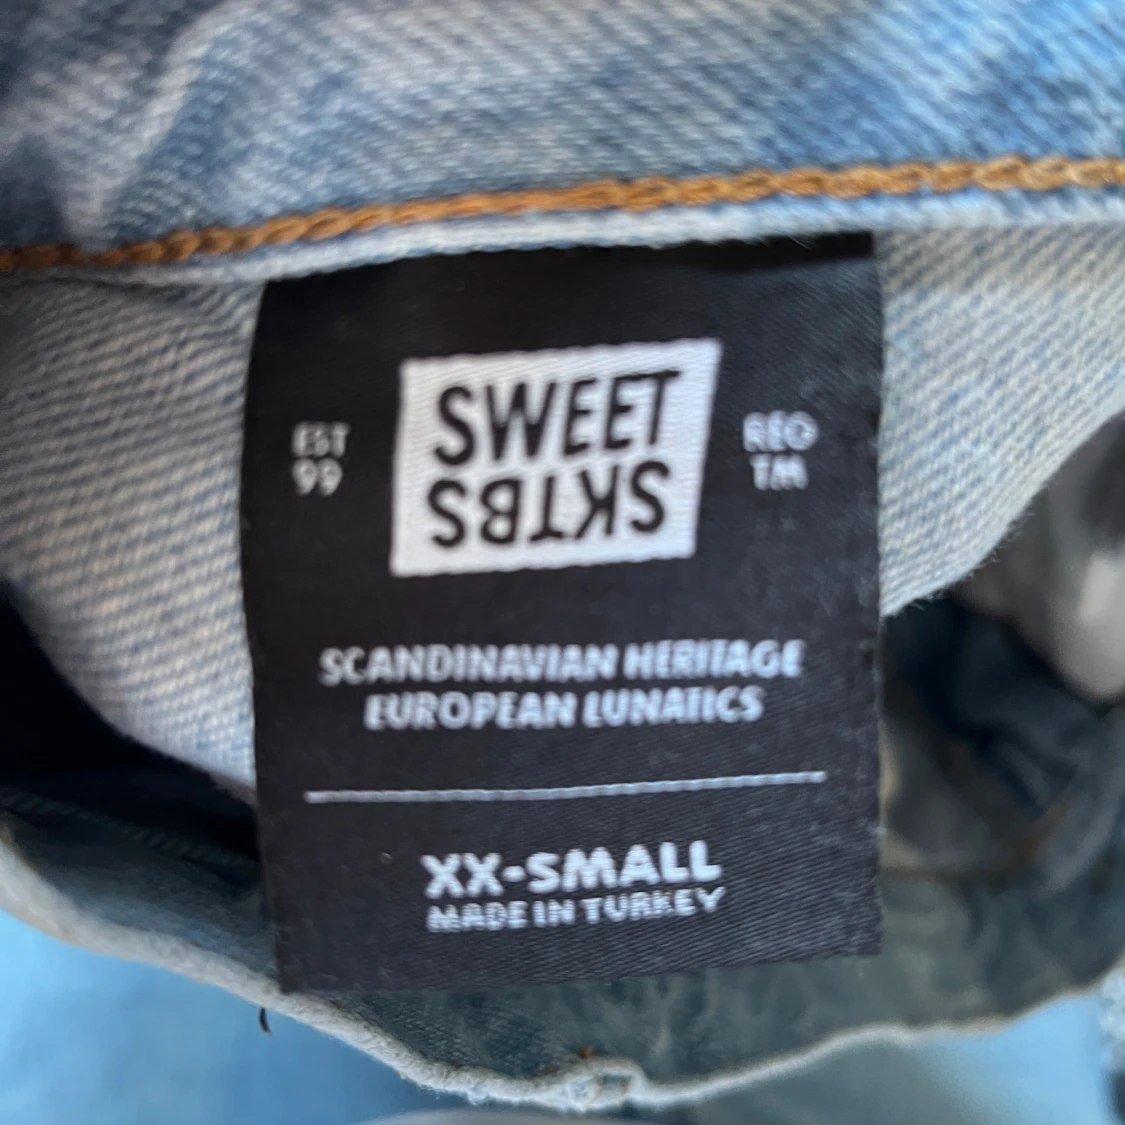 SWEET
SKTBS
EST
99
REG
TM
SCANDINAVIAN HERITAGE
EUROPEAN LUNATICS
XX-SMALL
MADE IN TURKEY